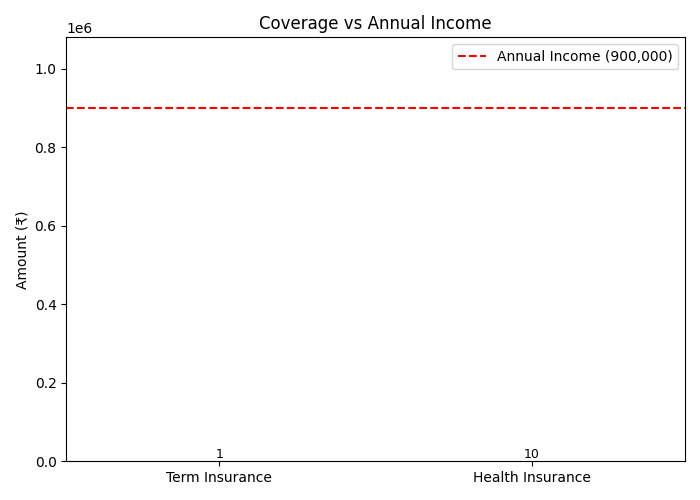 Coverage vs Annual Income
1e6
Annual Income (900,000)
1.0
0.8
0.6
0.4
0.2
0.0
Amount (₹)
1
10
Term Insurance
Health Insurance